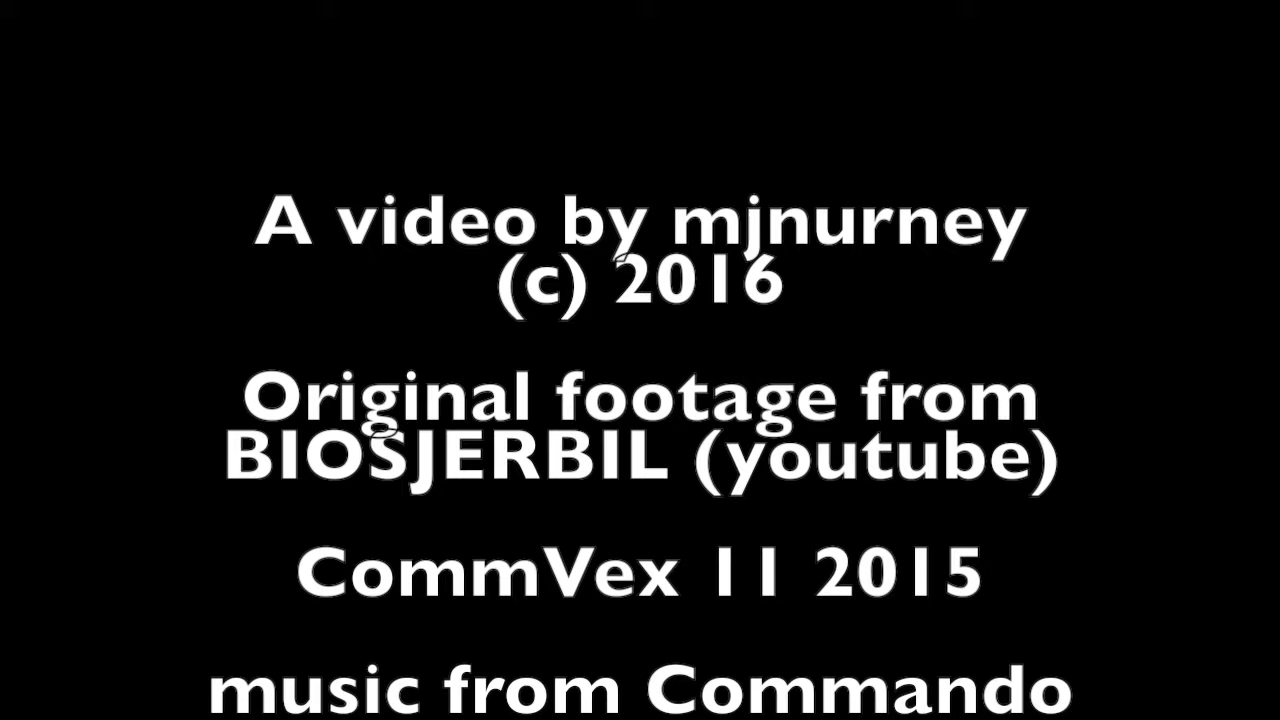 A video by mjnurney
(c) 2016
Original footage from
BIOSJERBIL (youtube)
CommVex 11 2015
music from Commando